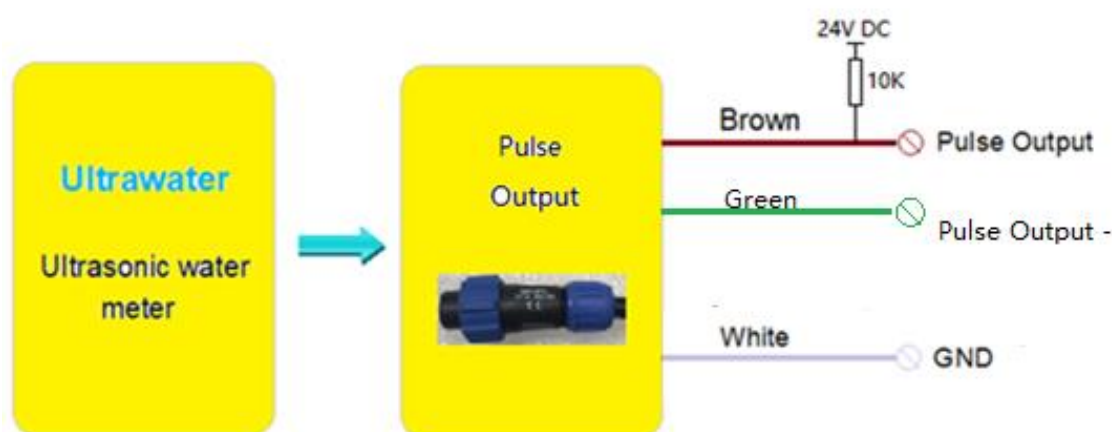 Ultrawater
Ultrasonic water
meter
Pulse
Output
24V DC
10K
Brown
Pulse Output
Green
Pulse Output -
White
GND